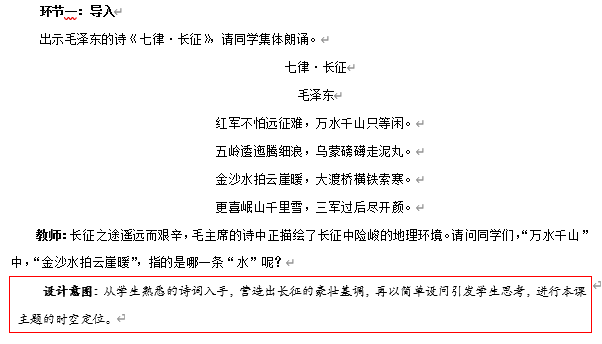 环节一：导入
出示毛泽东的诗《七律·长征》，请同学集体朗诵。
七律·长征
毛泽东
红军不怕远征难，万水千山只等闲。
五岭逶迤腾细浪，乌蒙磅礴走泥丸。
金沙水拍云崖暖，大渡桥横铁索寒。
更喜岷山千里雪，三军过后尽开颜。
教师：长征之途遥远而艰辛，毛主席的诗中正描绘了长征中险峻的地理环境。请问同学们，“万水千山”
中，“金沙水拍云崖暖”，指的是哪一条“水”呢？
设计意图：从学生熟悉的诗词入手，营造出长征的豪壮基调，再以简单设问引发学生思考，进行本课
主题的时空定位。